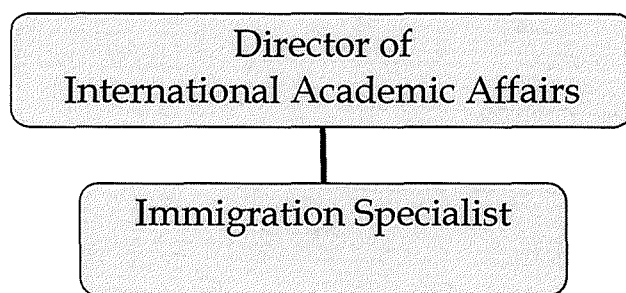 Director of
International Academic Affairs
Immigration Specialist